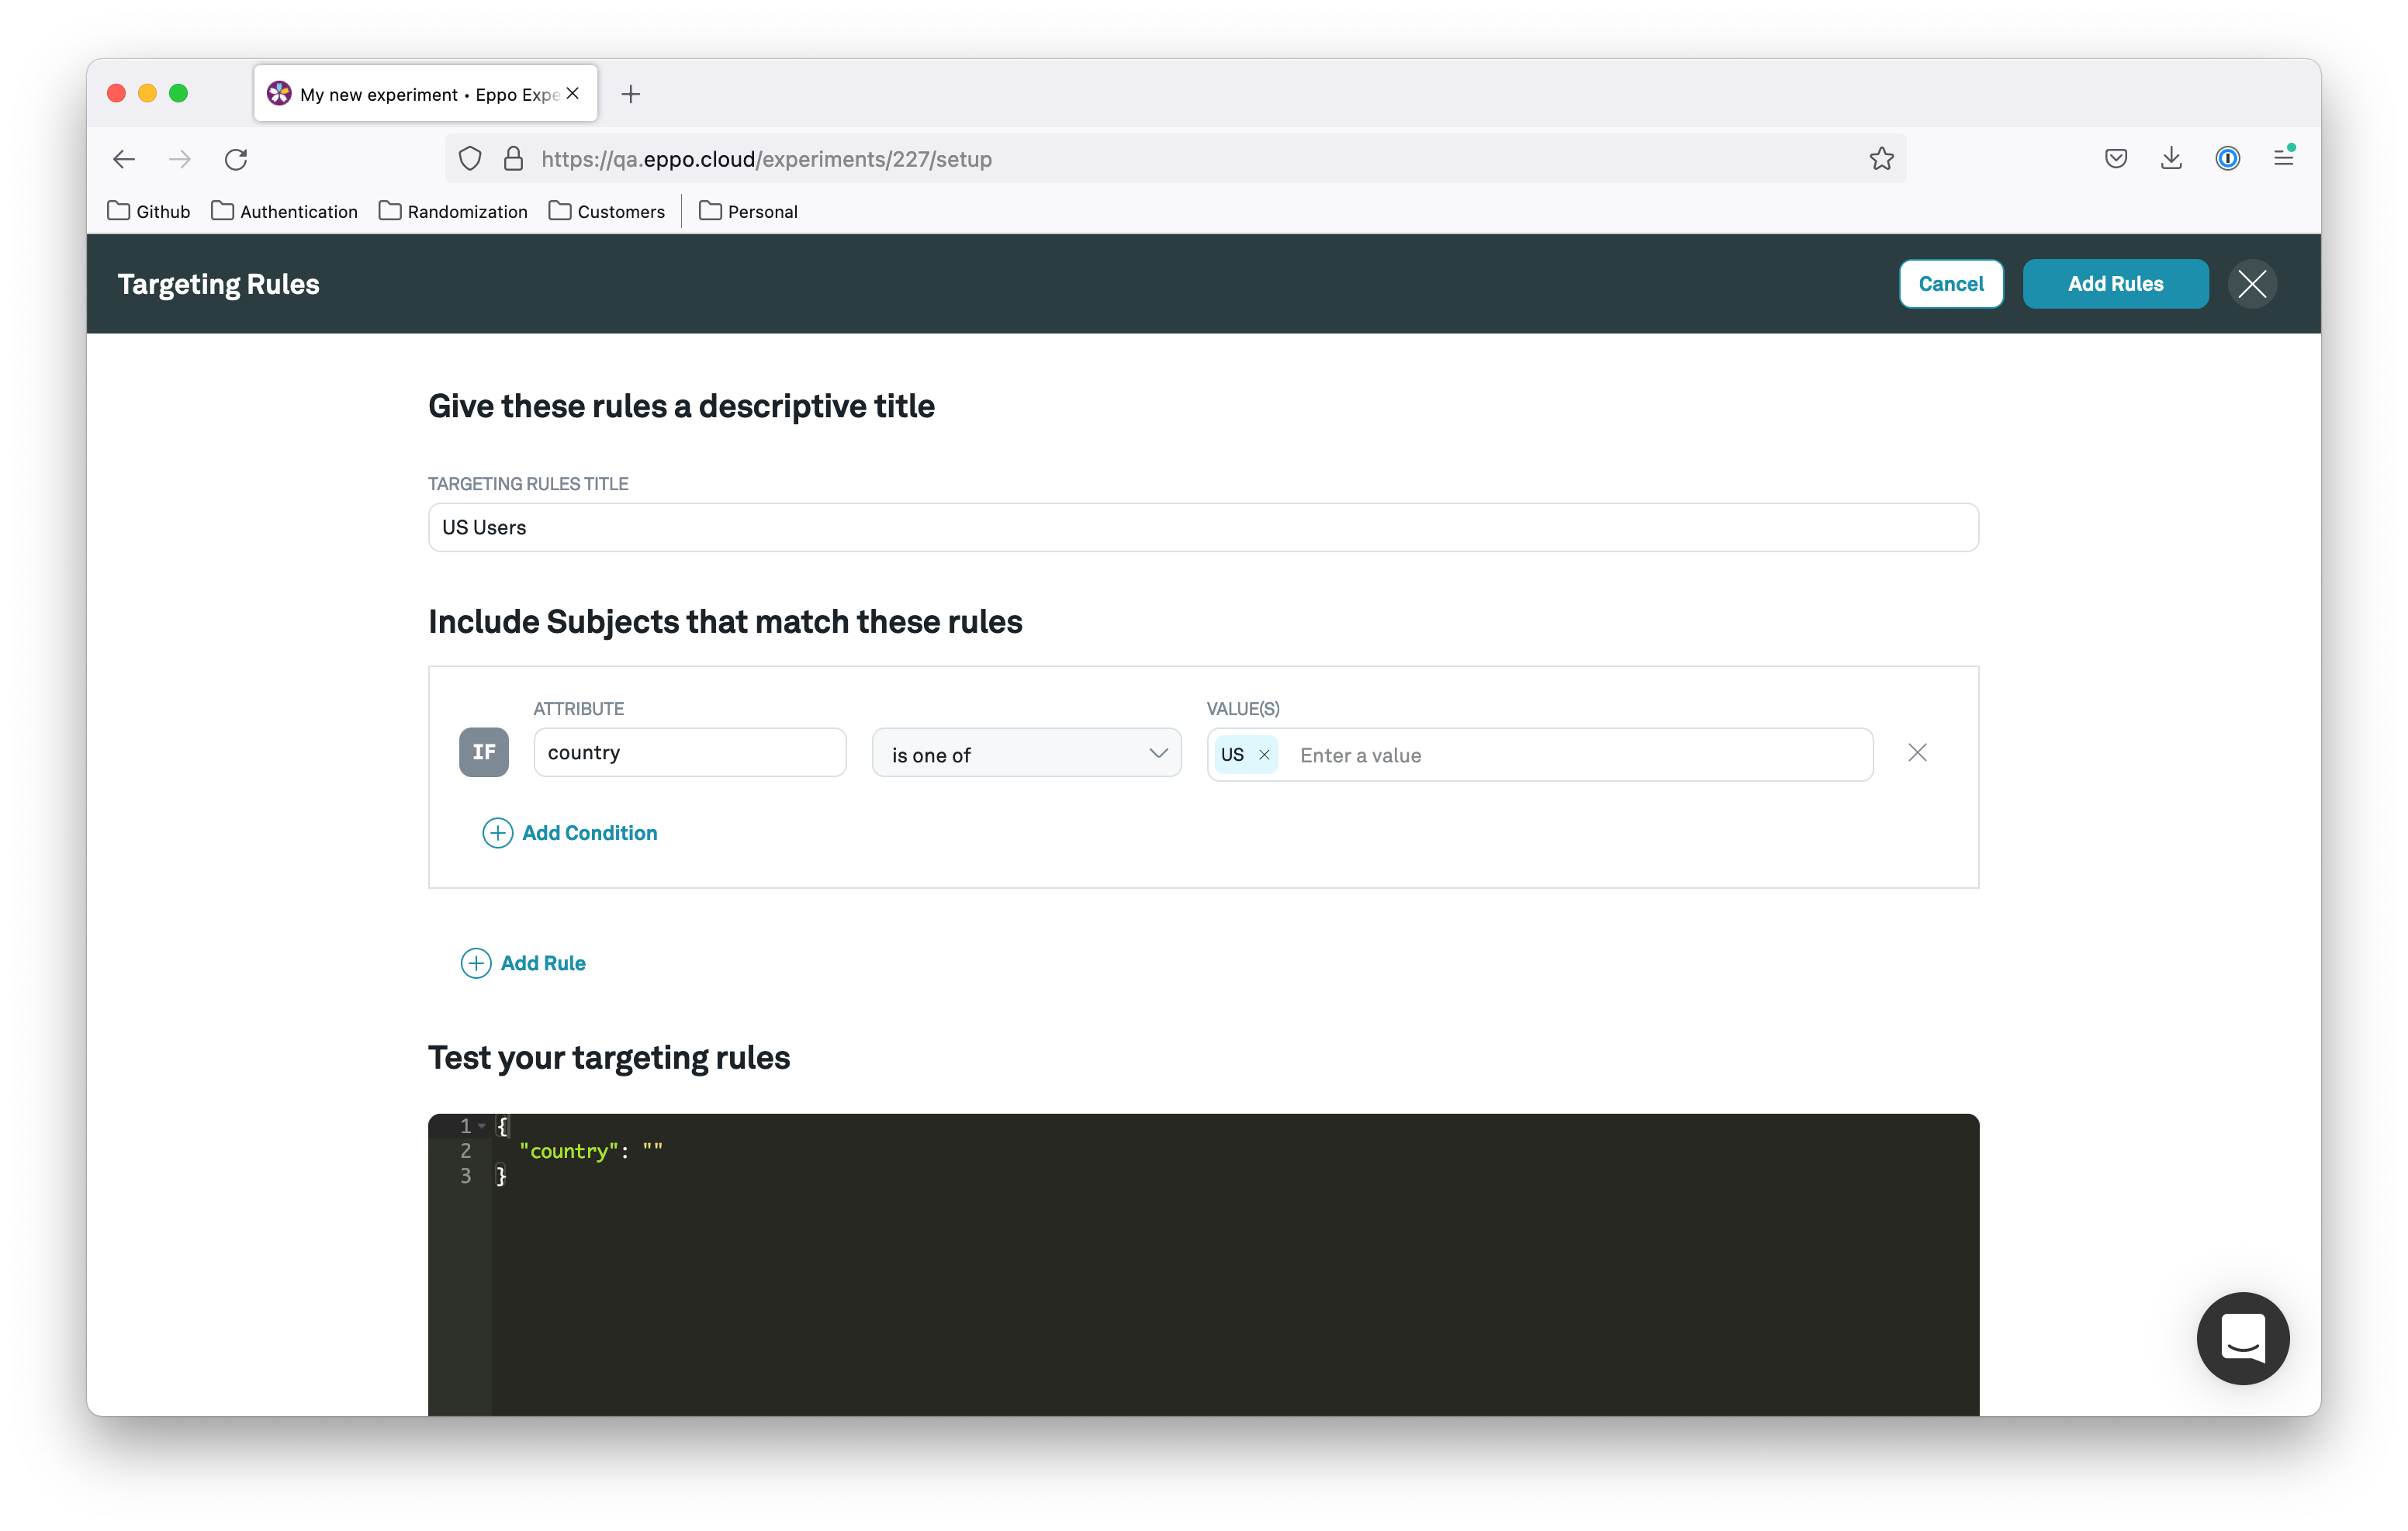 My new experiment • Eppo Expe
https://qa.eppo.cloud/experiments/227/setup
Github Authentication Randomization Customers Personal
Targeting Rules Cancel Add Rules
Give these rules a descriptive title
TARGETING RULES TITLE
US Users
Include Subjects that match these rules
ATTRIBUTE VALUE(S)
IF country is one of US Enter a value
Add Condition
Add Rule
Test your targeting rules
1 {
2 "country": ""
3 }